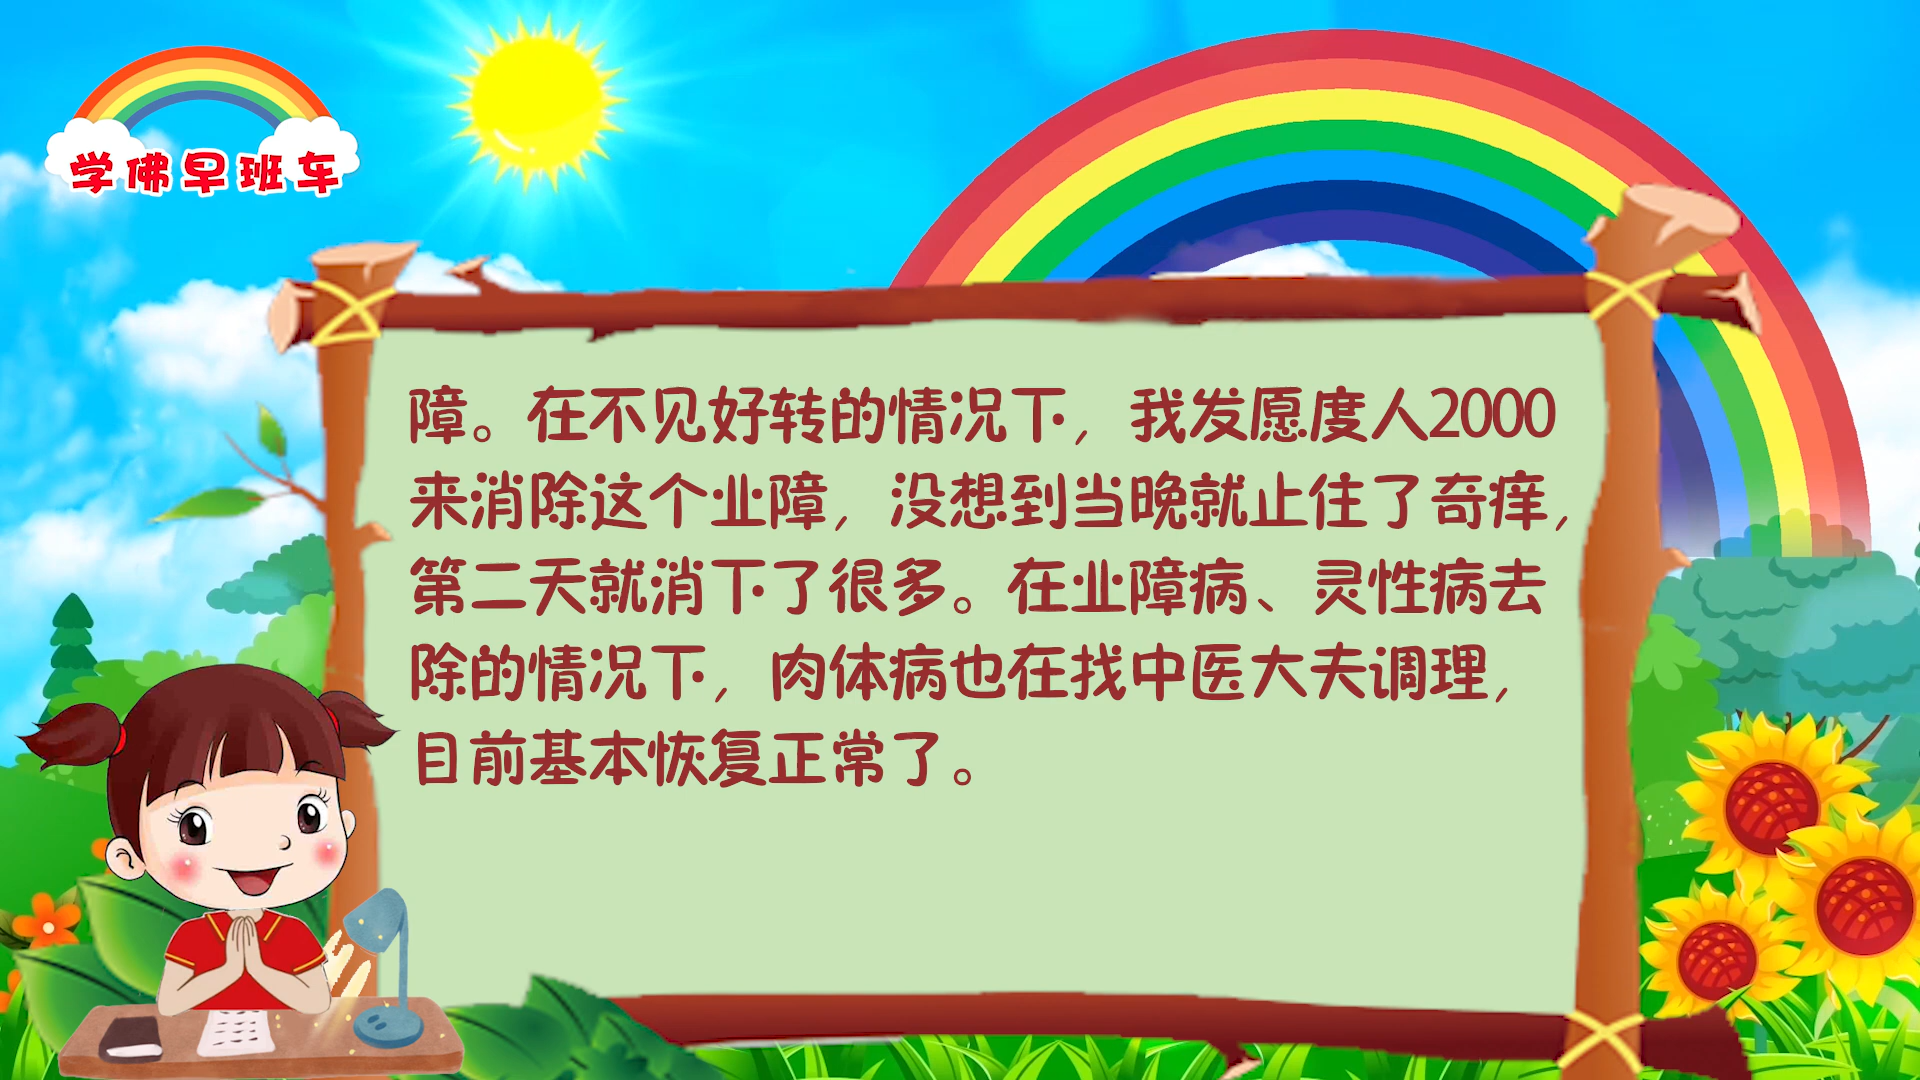 学佛早班车
障。在不见好转的情况下，我发愿度人2000
来消除这个业障，没想到当晚就止住了奇痒，
第二天就消下了很多。在业障病、灵性病去
除的情况下，肉体病也在找中医大夫调理，
目前基本恢复正常了。